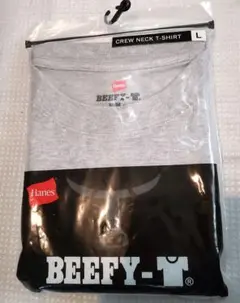 CREW NECK T-SHIRT L
Hanes
BEEFY-T
Hanes
BEEFY-T®